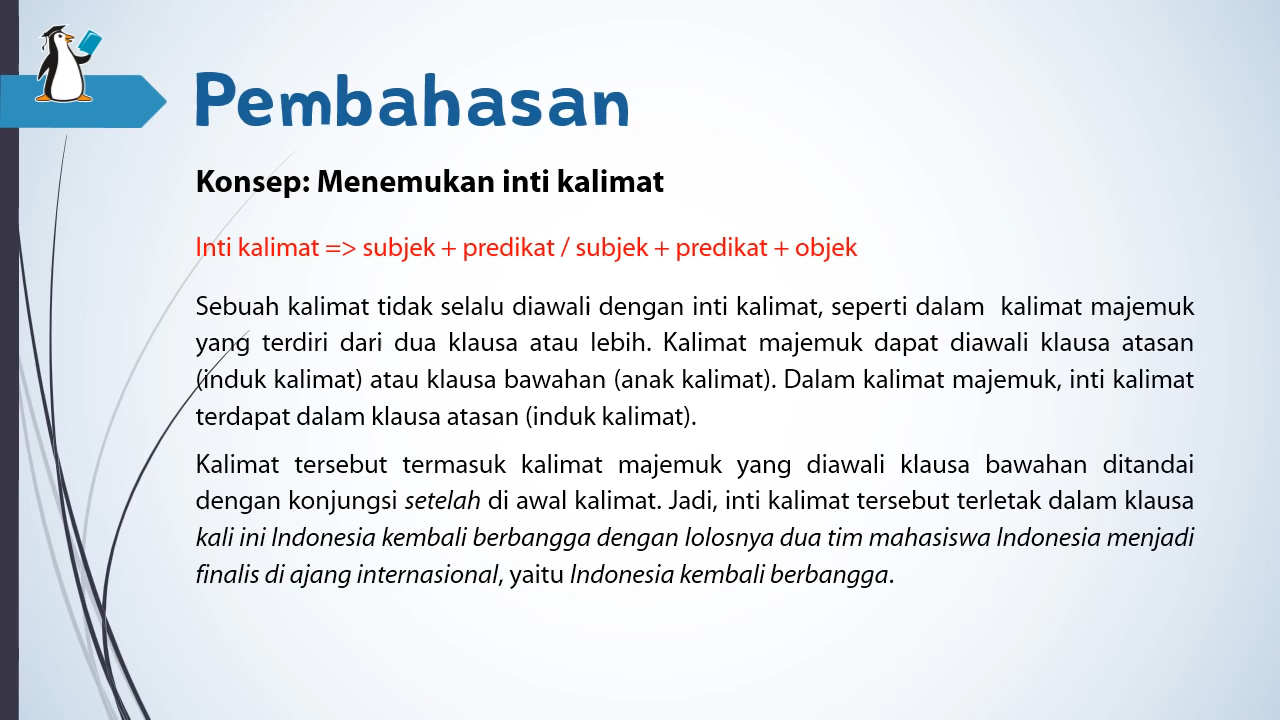 Pembahasan
Konsep: Menemukan inti kalimat
Inti kalimat => subjek + predikat / subjek + predikat + objek
Sebuah kalimat tidak selalu diawali dengan inti kalimat, seperti dalam kalimat majemuk
yang terdiri dari dua klausa atau lebih. Kalimat majemuk dapat diawali klausa atasan
(induk kalimat) atau klausa bawahan (anak kalimat). Dalam kalimat majemuk, inti kalimat
terdapat dalam klausa atasan (induk kalimat).
Kalimat tersebut termasuk kalimat majemuk yang diawali klausa bawahan ditandai
dengan konjungsi setelah di awal kalimat. Jadi, inti kalimat tersebut terletak dalam klausa
kali ini Indonesia kembali berbangga dengan lolosnya dua tim mahasiswa Indonesia menjadi
finalis di ajang internasional, yaitu Indonesia kembali berbangga.